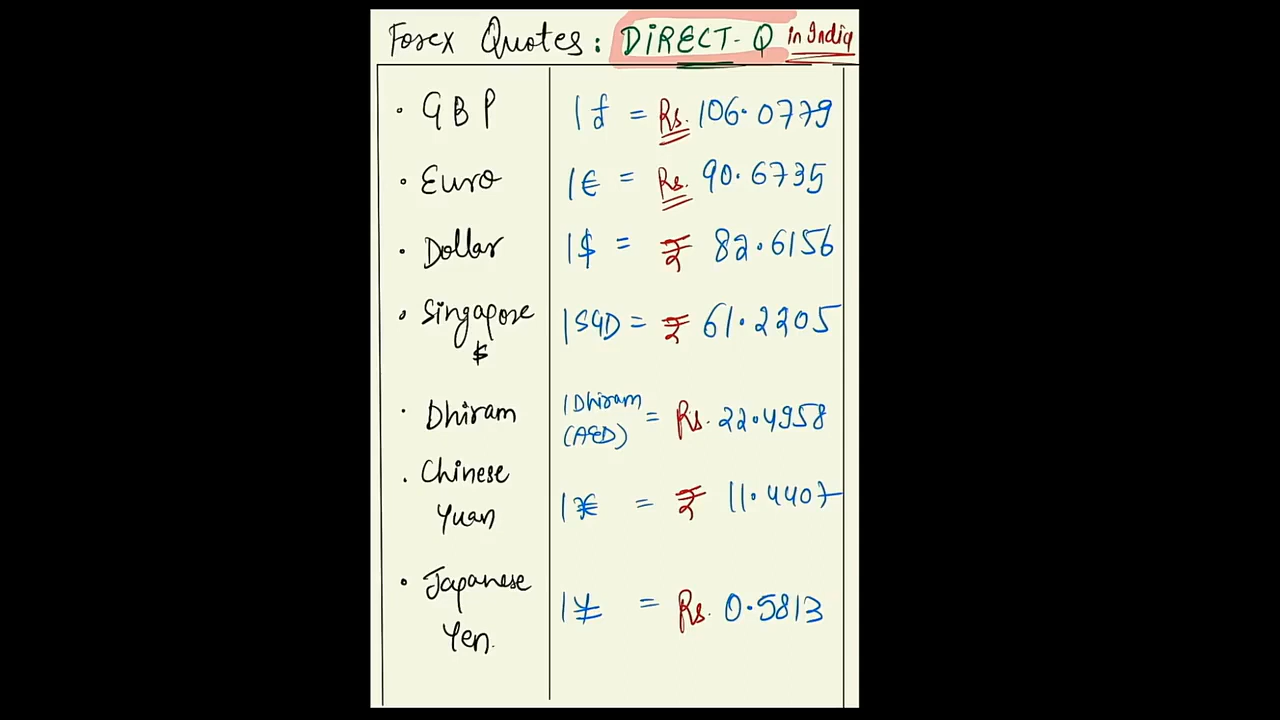 Forex Quotes: DIRECT-Q in India
• GBP 1£ = Rs. 106.0779
• Euro 1€ = Rs. 90.6735
• Dollar 1$ = ₹ 82.6156
• Singapore $ 1SGD = ₹ 61.2205
• Dhiram 1Dhiram (AED) = Rs. 22.4958
• Chinese Yuan 1¥ = ₹ 11.4407
• Japanese Yen. 1¥ = Rs. 0.5813